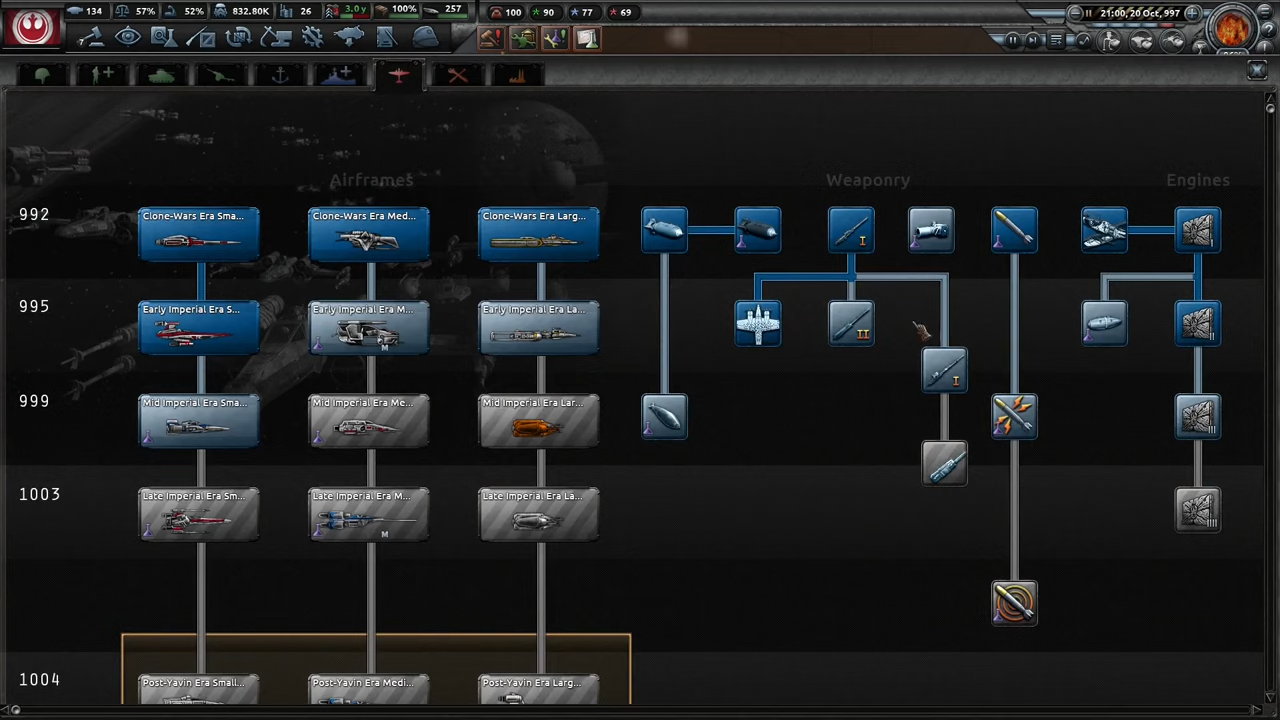 134 57% 52% 832.80K 26 3.0 y 100% 257 100 90 77 69 21:00, 20 Oct, 997
7
Airframes Weaponry Engines
992 Clone-Wars Era Sma... Clone-Wars Era Med... Clone-Wars Era Larg... I I
995 Early Imperial Era S... Early Imperial Era M... Early Imperial Era La... II II
M
I
999 Mid Imperial Era Sma... Mid Imperial Era Me... Mid Imperial Era Lar...
1003 Late Imperial Era Sm... Late Imperial Era M... Late Imperial Era La... III
M
1004 Post-Yavin Era Small... Post-Yavin Era Medi... Post-Yavin Era Larg...